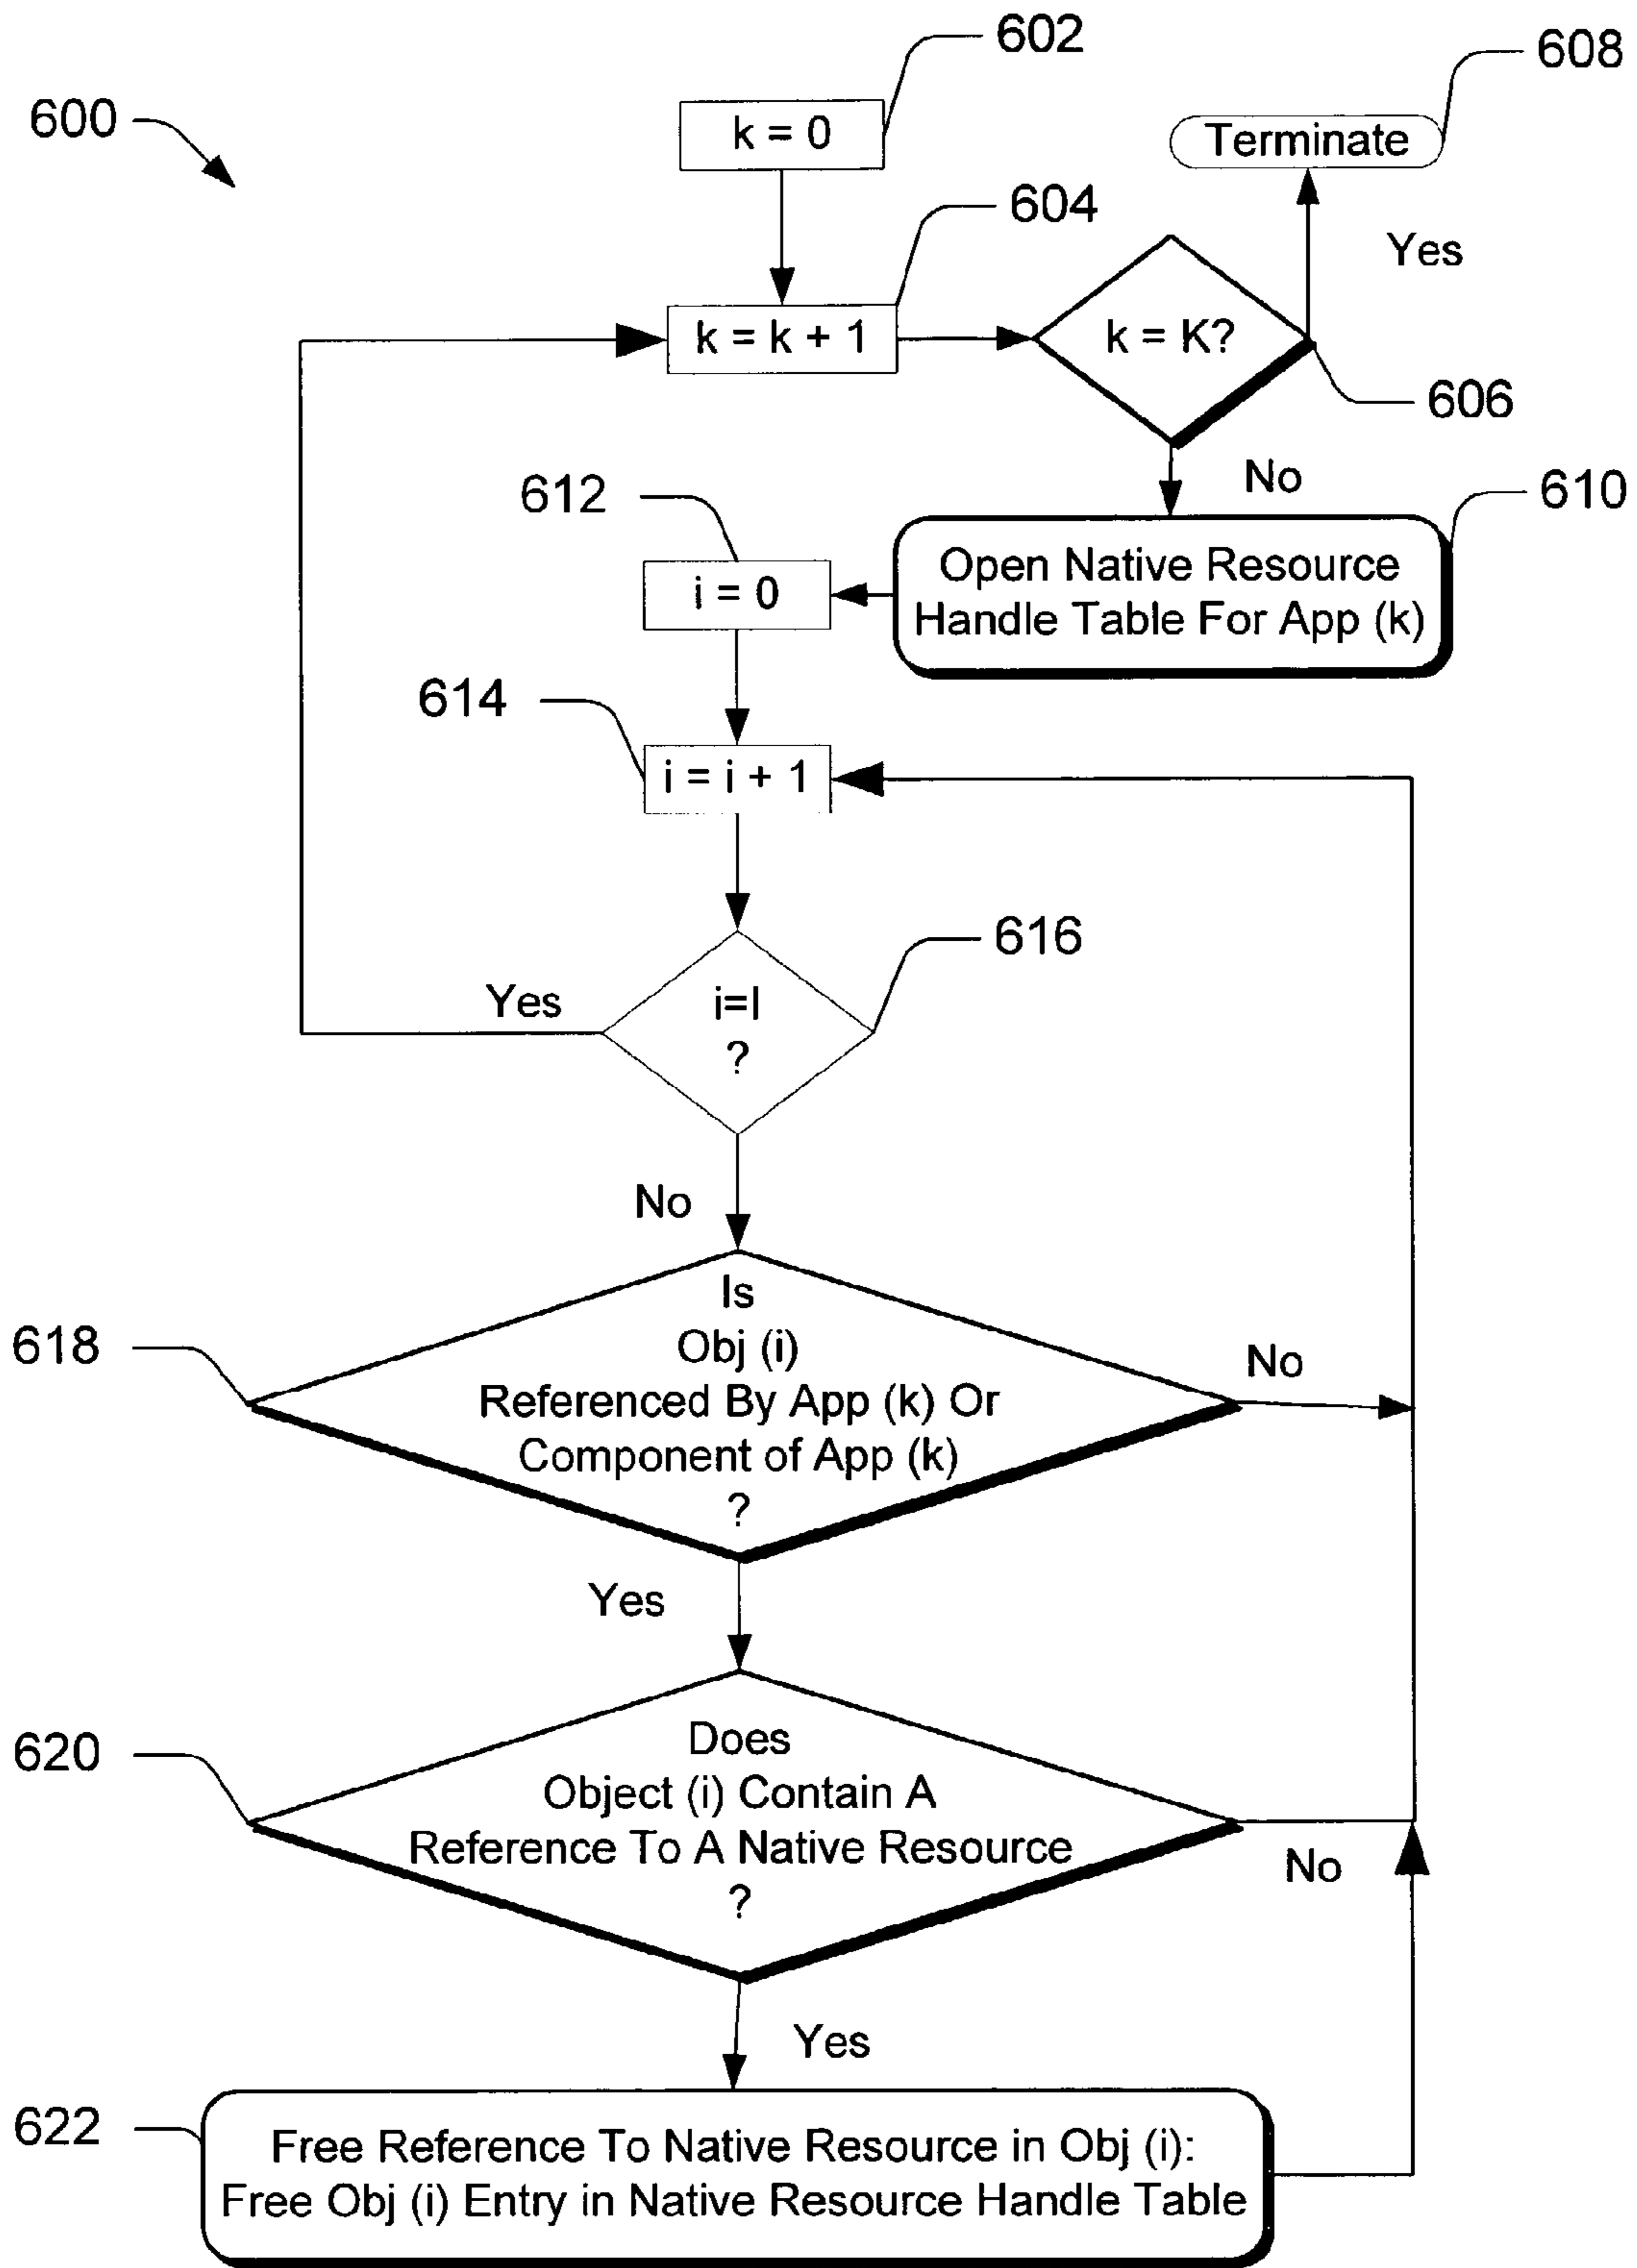 602
608
600
k = 0
Terminate
604
Yes
k = k + 1
k = K?
606
612
No
610
Open Native Resource
Handle Table For App (k)
i = 0
614
i = i + 1
616
Yes
i=I
?
No
Is
618
Obj (i)
No
Referenced By App (k) Or
Component of App (k)
?
Yes
Does
620
Object (i) Contain A
Reference To A Native Resource
No
?
Yes
622
Free Reference To Native Resource in Obj (i):
Free Obj (i) Entry in Native Resource Handle Table